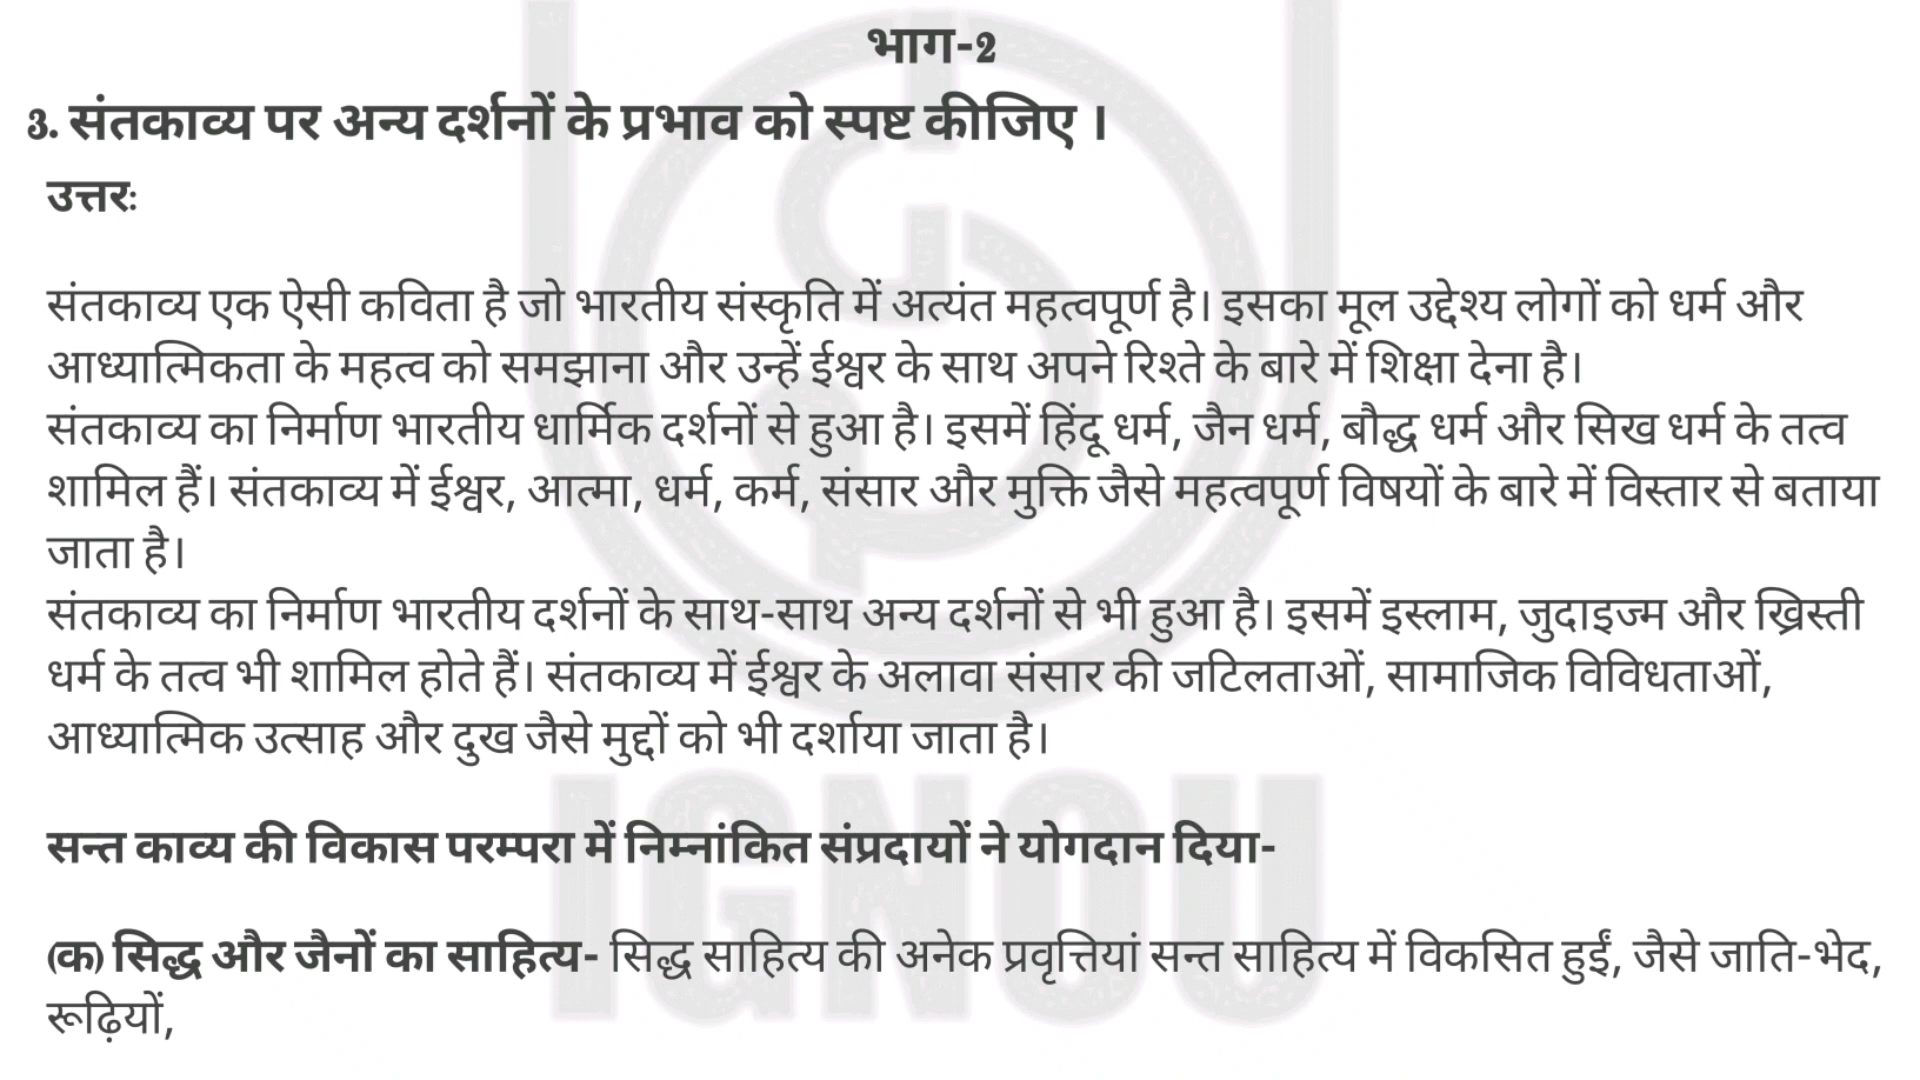 भाग-2
3. संतकाव्य पर अन्य दर्शनों के प्रभाव को स्पष्ट कीजिए ।
उत्तरः
संतकाव्य एक ऐसी कविता है जो भारतीय संस्कृति में अत्यंत महत्वपूर्ण है। इसका मूल उद्देश्य लोगों को धर्म और
आध्यात्मिकता के महत्व को समझाना और उन्हें ईश्वर के साथ अपने रिश्ते के बारे में शिक्षा देना है।
संतकाव्य का निर्माण भारतीय धार्मिक दर्शनों से हुआ है। इसमें हिंदू धर्म, जैन धर्म, बौद्ध धर्म और सिख धर्म के तत्व
शामिल हैं। संतकाव्य में ईश्वर, आत्मा, धर्म, कर्म, संसार और मुक्ति जैसे महत्वपूर्ण विषयों के बारे में विस्तार से बताया
जाता है।
संतकाव्य का निर्माण भारतीय दर्शनों के साथ-साथ अन्य दर्शनों से भी हुआ है। इसमें इस्लाम, जुदाइज्म और ख्रिस्ती
धर्म के तत्व भी शामिल होते हैं। संतकाव्य में ईश्वर के अलावा संसार की जटिलताओं, सामाजिक विविधताओं,
आध्यात्मिक उत्साह और दुख जैसे मुद्दों को भी दर्शाया जाता है।
सन्त काव्य की विकास परम्परा में निम्नांकित संप्रदायों ने योगदान दिया-
(क) सिद्ध और जैनों का साहित्य- सिद्ध साहित्य की अनेक प्रवृत्तियां सन्त साहित्य में विकसित हुईं, जैसे जाति-भेद,
रूढ़ियों,
IGNOU